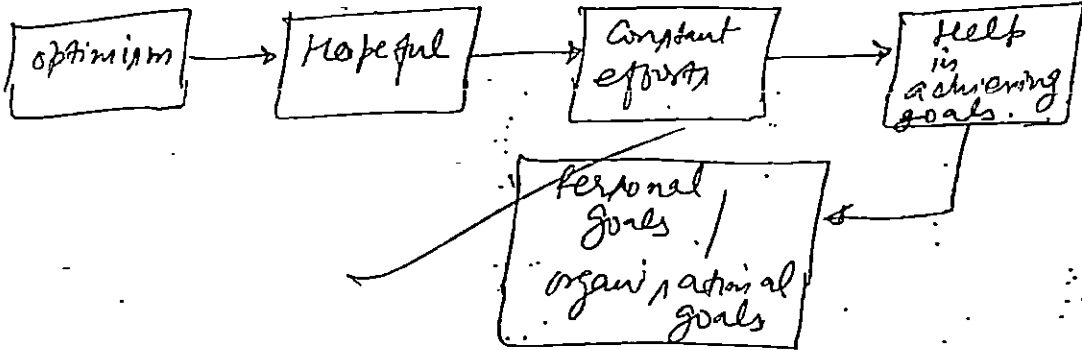 optimism
Hopeful
Constant
efforts
Help
in
achieving
goals.
Personal
goals /
organisational
goals